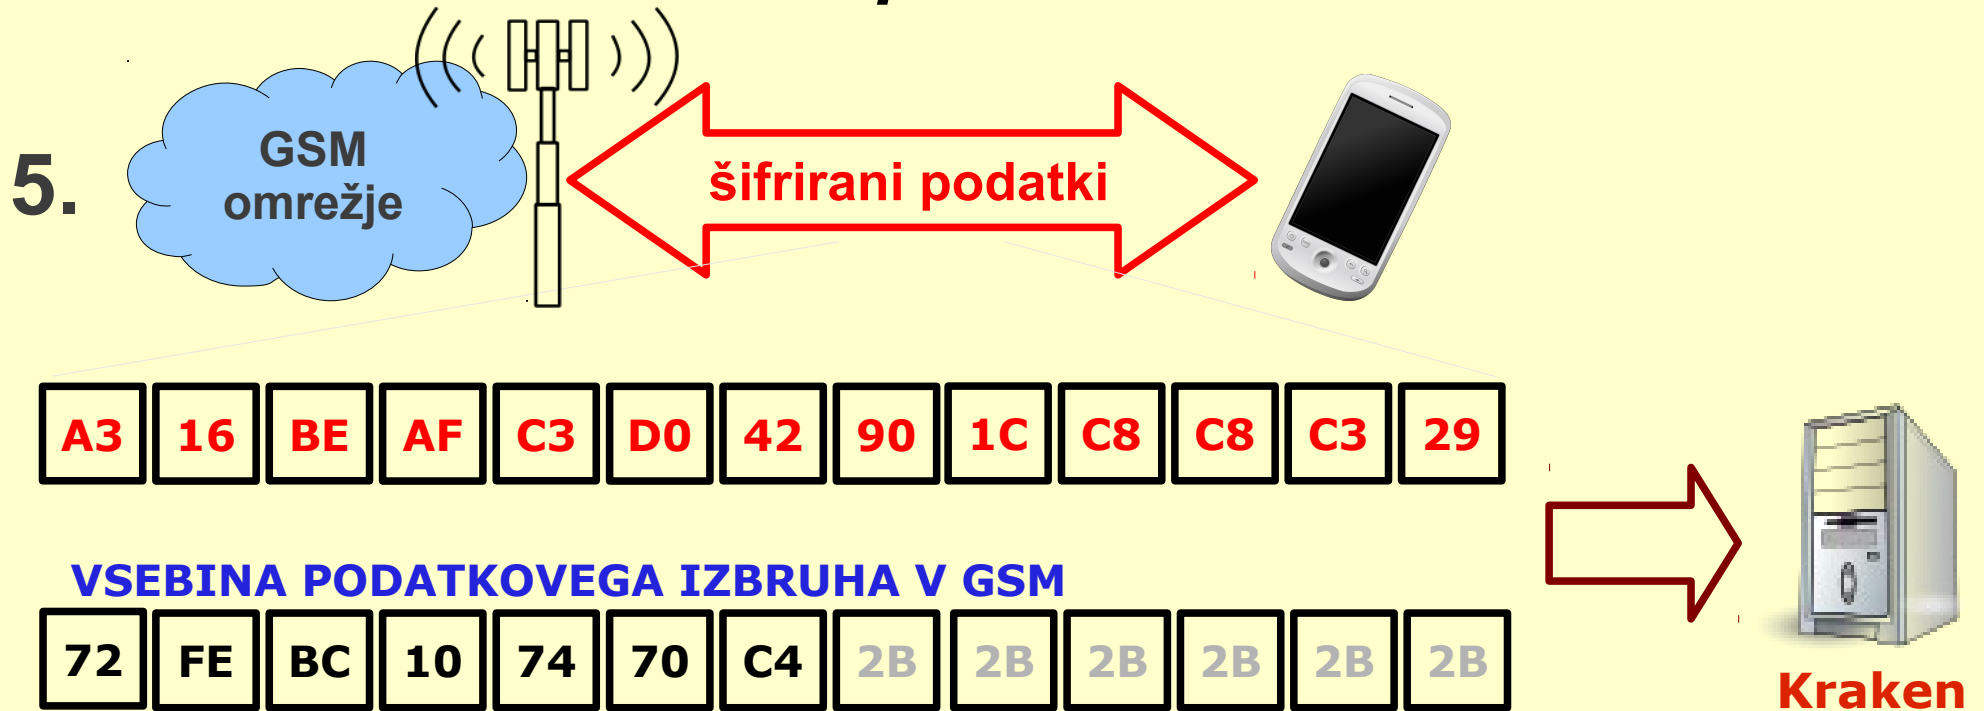 5.
GSM
omrežje
šifrirani podatki
A3 16 BE AF C3 D0 42 90 1C C8 C8 C3 29
VSEBINA PODATKOVEGA IZBRUHA V GSM
72 FE BC 10 74 70 C4 2B 2B 2B 2B 2B 2B
Kraken